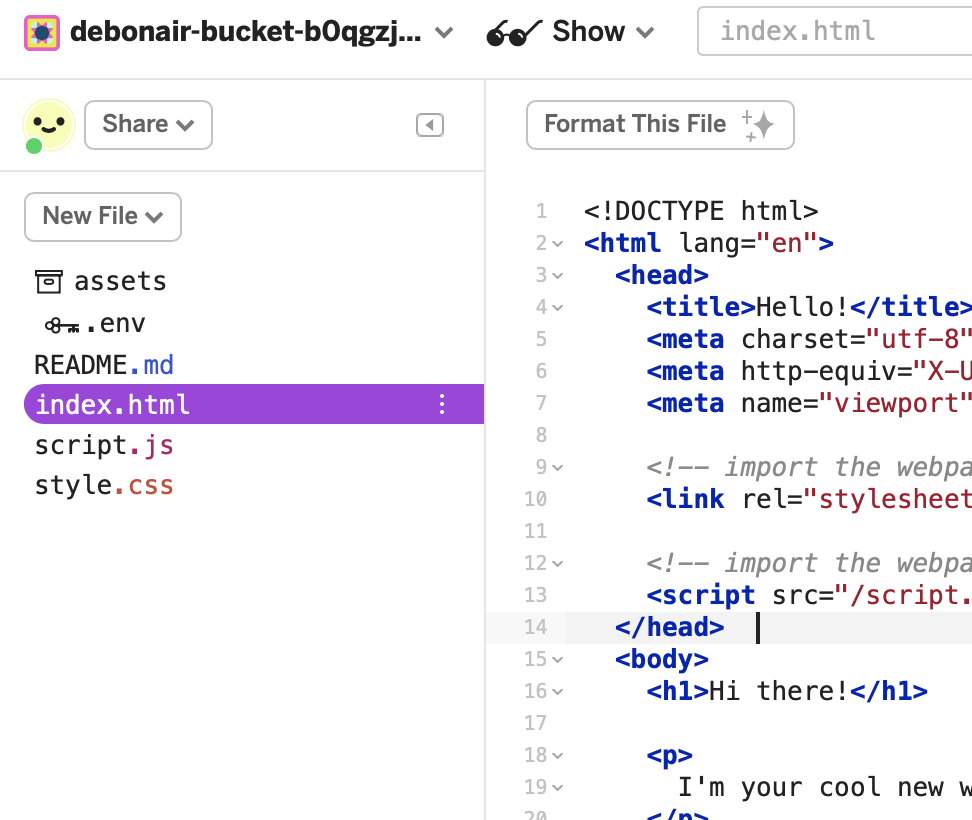 debonair-bucket-b0qgzj... Show index.html
Share Format This File
New File
assets
.env
README.md
index.html
script.js
style.css
1 <!DOCTYPE html>
2 <html lang="en">
3 <head>
4 <title>Hello!</title>
5 <meta charset="utf-8"
6 <meta http-equiv="X-U
7 <meta name="viewport"
8
9 <!-- import the webpa
10 <link rel="stylesheet
11
12 <!-- import the webpa
13 <script src="/script.
14 </head>
15 <body>
16 <h1>Hi there!</h1>
17
18 <p>
19 I'm your cool new w
20 </p>